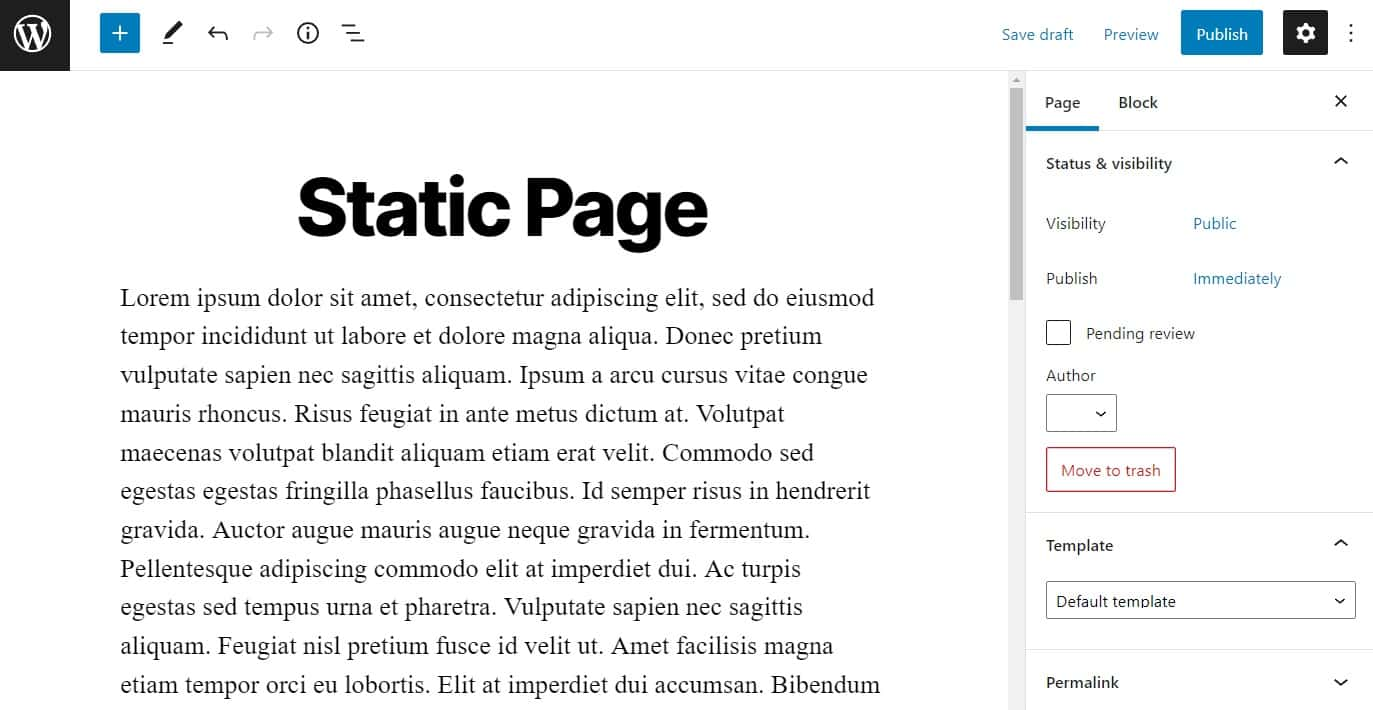 Save draft
Preview
Publish
Page
Block
Static Page
Lorem ipsum dolor sit amet, consectetur adipiscing elit, sed do eiusmod
tempor incididunt ut labore et dolore magna aliqua. Donec pretium
vulputate sapien nec sagittis aliquam. Ipsum a arcu cursus vitae congue
mauris rhoncus. Risus feugiat in ante metus dictum at. Volutpat
maecenas volutpat blandit aliquam etiam erat velit. Commodo sed
egestas egestas fringilla phasellus faucibus. Id semper risus in hendrerit
gravida. Auctor augue mauris augue neque gravida in fermentum.
Pellentesque adipiscing commodo elit at imperdiet dui. Ac turpis
egestas sed tempus urna et pharetra. Vulputate sapien nec sagittis
aliquam. Feugiat nisl pretium fusce id velit ut. Amet facilisis magna
etiam tempor orci eu lobortis. Elit at imperdiet dui accumsan. Bibendum
Status & visibility
Visibility Public
Publish Immediately
Pending review
Author
Move to trash
Template
Default template
Permalink